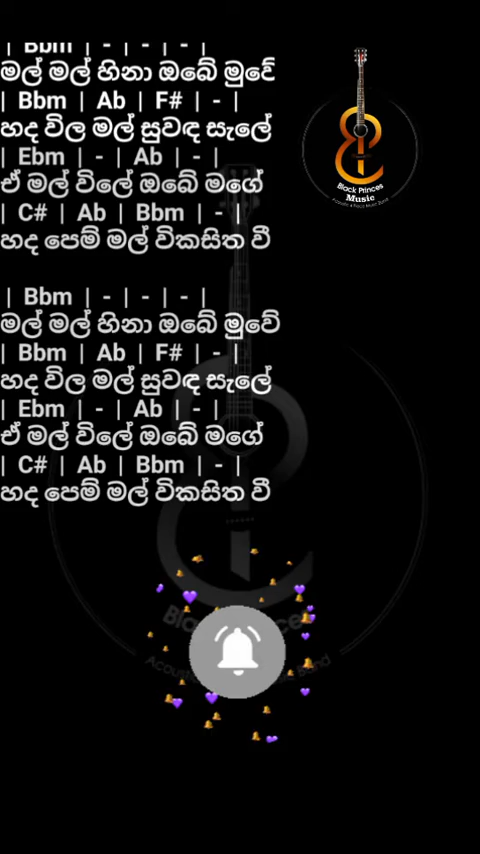 | Bbm | - | - | - |
මල් මල් හිනා ඔබේ මුවේ
| Bbm | Ab | F# | - |
හද විල මල් සුවඳ සැලේ
| Ebm | - | Ab | - |
ඒ මල් විලේ ඔබේ මගේ
| C# | Ab | Bbm | - |
හද පෙම් මල් විකසිත වී
| Bbm | - | - | - |
මල් මල් හිනා ඔබේ මුවේ
| Bbm | Ab | F# | - |
හද විල මල් සුවඳ සැලේ
| Ebm | - | Ab | - |
ඒ මල් විලේ ඔබේ මගේ
| C# | Ab | Bbm | - |
හද පෙම් මල් විකසිත වී
Black Princes
Music